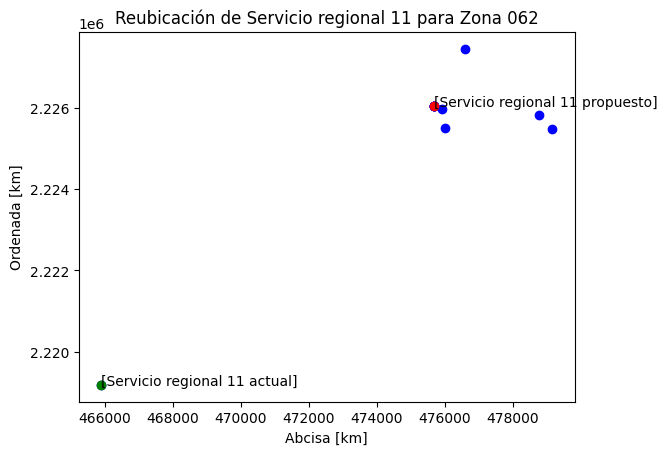 Reubicación de Servicio regional 11 para Zona 062
1e6
[Servicio regional 11 propuesto]
2.226
2.224
2.222
2.220
Ordenada [km]
[Servicio regional 11 actual]
466000 468000 470000 472000 474000 476000 478000
Abcisa [km]